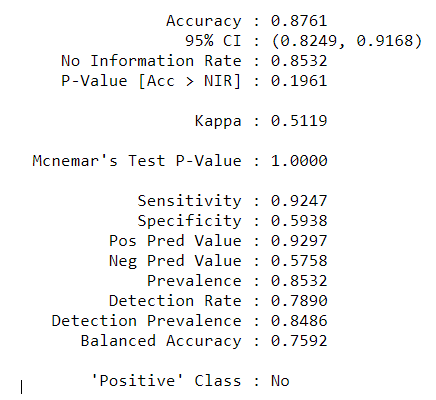 Accuracy : 0.8761
95% CI : (0.8249, 0.9168)
No Information Rate : 0.8532
P-Value [Acc > NIR] : 0.1961
Kappa : 0.5119
Mcnemar's Test P-Value : 1.0000
Sensitivity : 0.9247
Specificity : 0.5938
Pos Pred Value : 0.9297
Neg Pred Value : 0.5758
Prevalence : 0.8532
Detection Rate : 0.7890
Detection Prevalence : 0.8486
Balanced Accuracy : 0.7592
'Positive' Class : No